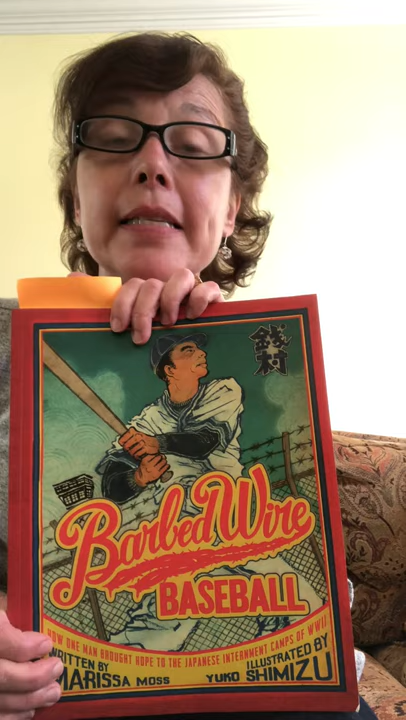 銭
村
Barbed Wire
BASEBALL
HOW ONE MAN BROUGHT HOPE TO THE JAPANESE INTERNMENT CAMPS OF WWII
WRITTEN BY
MARISSA MOSS
ILLUSTRATED BY
YUKO SHIMIZU